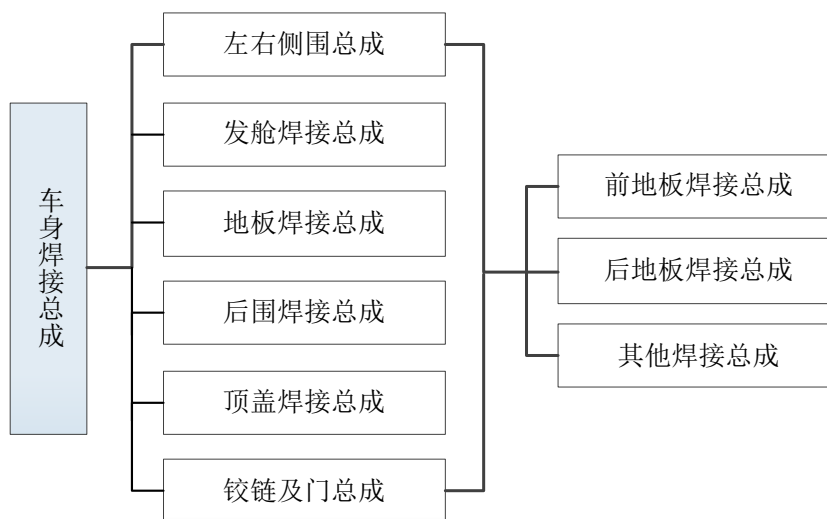 车身焊接总成
左右侧围总成
发舱焊接总成
地板焊接总成
后围焊接总成
顶盖焊接总成
铰链及门总成
前地板焊接总成
后地板焊接总成
其他焊接总成